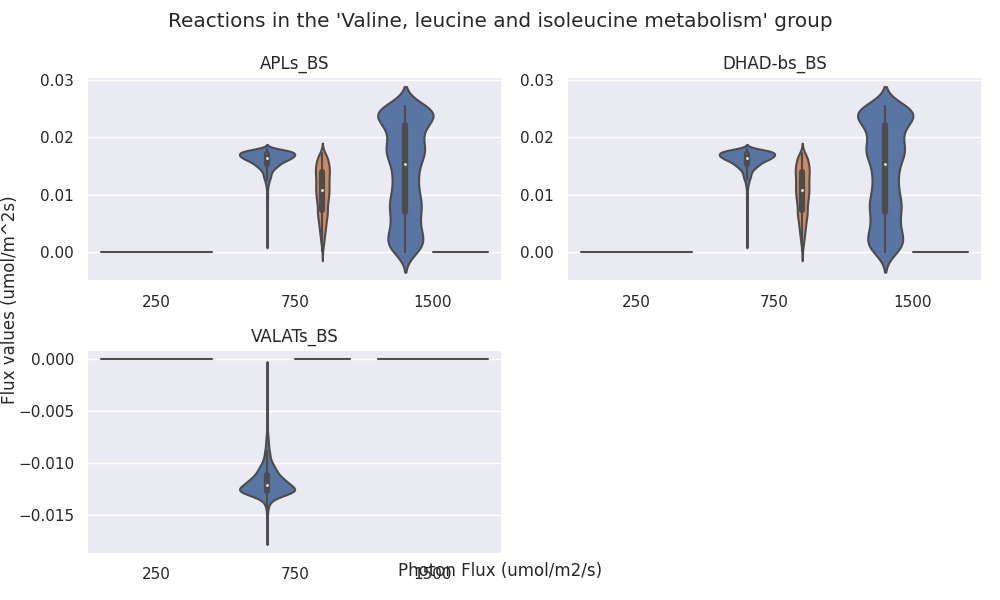 Reactions in the 'Valine, leucine and isoleucine metabolism' group
APLs_BS
DHAD-bs_BS
0.03
0.02
0.01
0.00
250 750 1500
0.03
0.02
0.01
0.00
250 750 1500
Flux values (umol/m^2s)
VALATs_BS
0.000
−0.005
−0.010
−0.015
250 750 1500
Photon Flux (umol/m2/s)